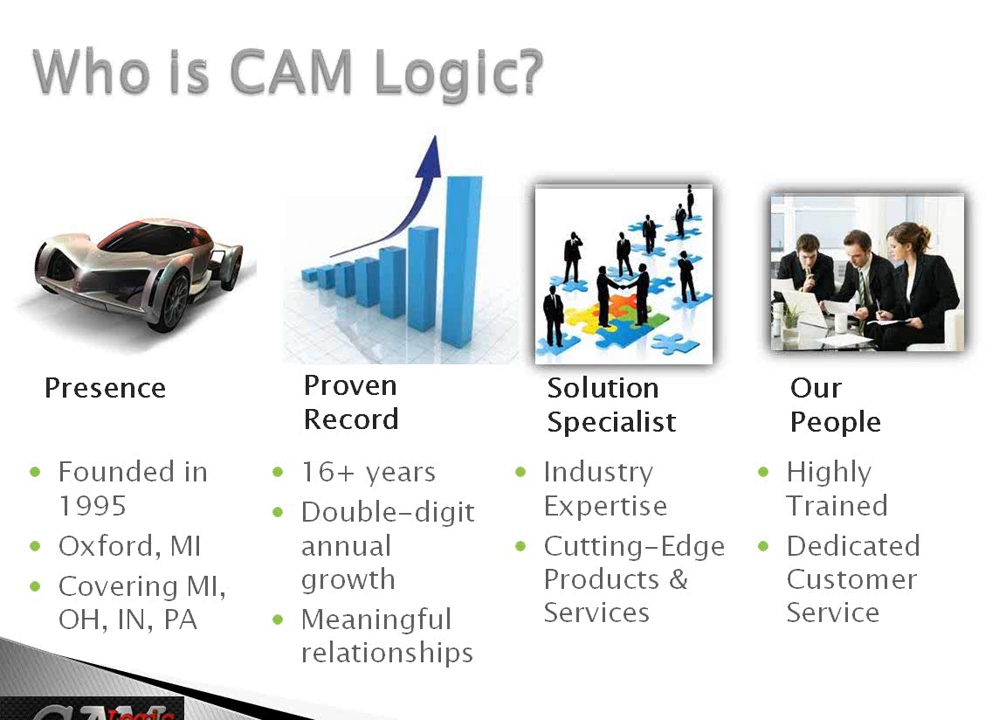 Who is CAM Logic?
Presence
Founded in
1995
Oxford, MI
Covering MI,
OH, IN, PA
Proven
Record
16+ years
Double-digit
annual
growth
Meaningful
relationships
Solution
Specialist
Industry
Expertise
Cutting-Edge
Products &
Services
Our
People
Highly
Trained
Dedicated
Customer
Service
CAM Logic